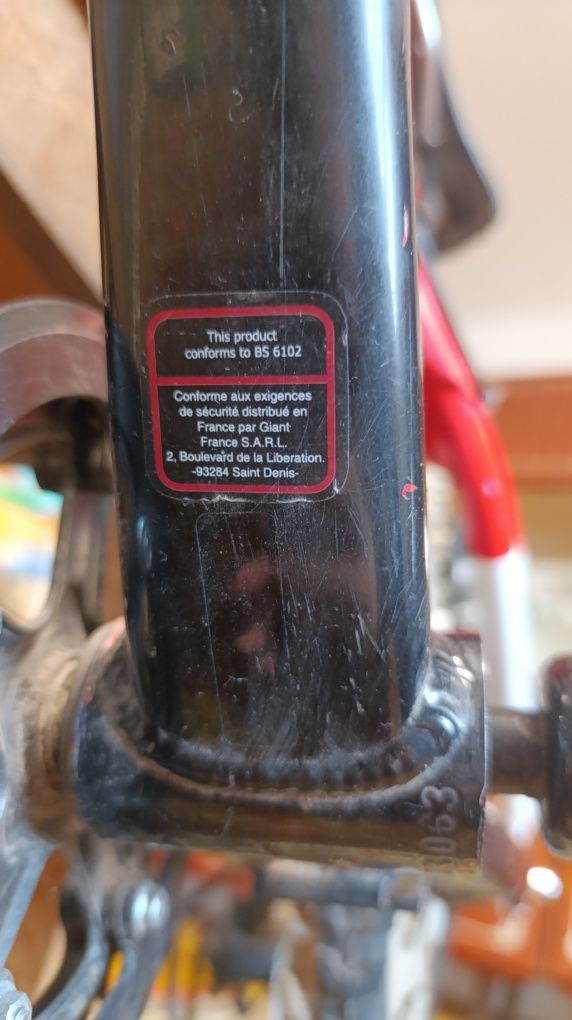 This product
conforms to BS 6102
Conforme aux exigences
de sécurité distribué en
France par Giant
France S.A.R.L.
2, Boulevard de la Liberation.
-93284 Saint Denis-